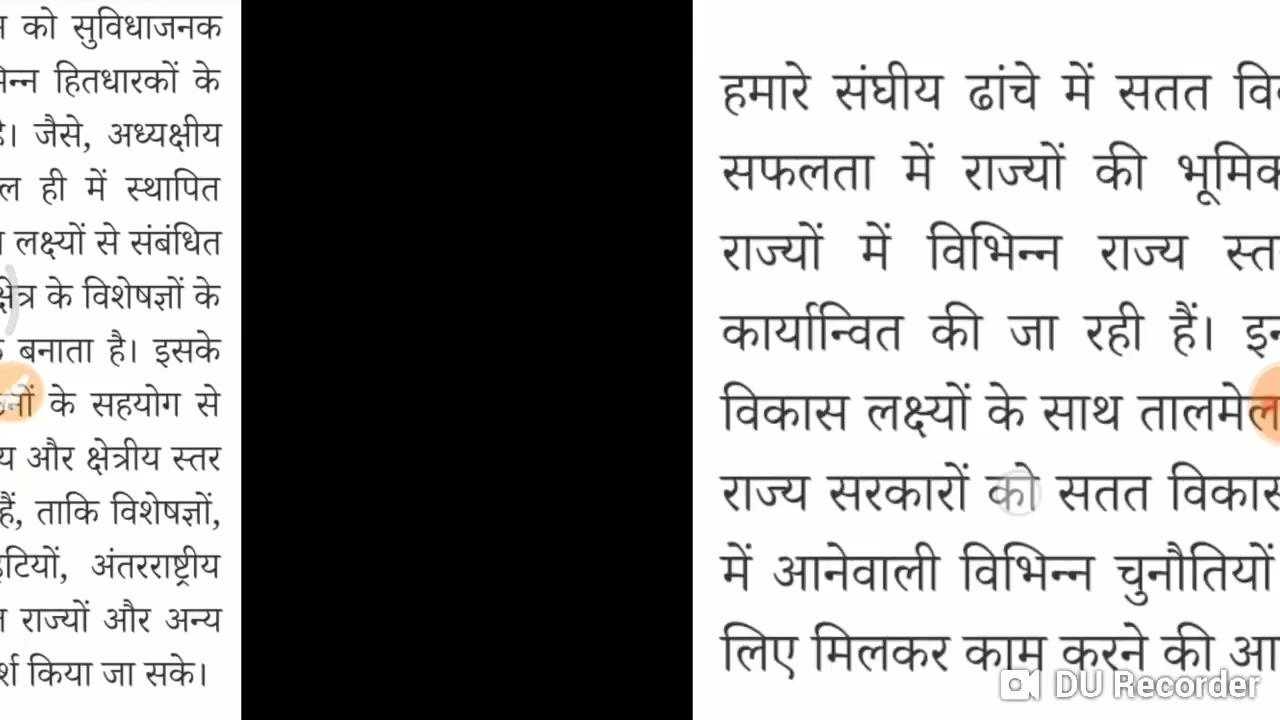 को सुविधाजनक
हितधारकों के
जैसे, अध्यक्षीय
ही में स्थापित
लक्ष्यों से संबंधित
क्षेत्र के विशेषज्ञों के
बनाता है। इसके
के सहयोग से
और क्षेत्रीय स्तर
हैं, ताकि विशेषज्ञों,
अंतरराष्ट्रीय
राज्यों और अन्य
किया जा सके।
हमारे संघीय ढांचे में सतत
सफलता में राज्यों की
राज्यों में विभिन्न राज्य
कार्यान्वित की जा रही हैं।
विकास लक्ष्यों के साथ तालमेल
राज्य सरकारों को सतत विकास
में आनेवाली विभिन्न चुनौतियों
लिए मिलकर काम करने की
DU Recorder